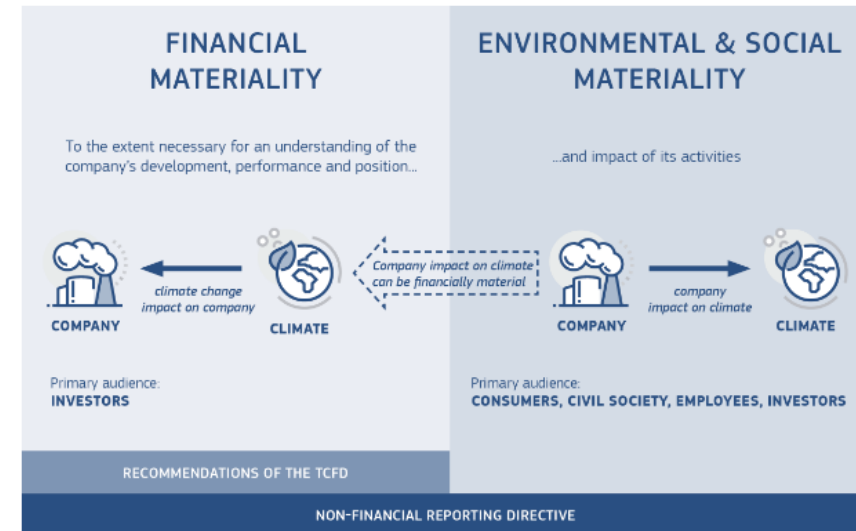 FINANCIAL
MATERIALITY
To the extent necessary for an understanding of the
company's development, performance and position...
COMPANY
climate change
impact on company
CLIMATE
Primary audience:
INVESTORS
Company impact on climate
can be financially material
ENVIRONMENTAL & SOCIAL
MATERIALITY
...and impact of its activities
COMPANY
company
impact on climate
CLIMATE
Primary audience:
CONSUMERS, CIVIL SOCIETY, EMPLOYEES, INVESTORS
RECOMMENDATIONS OF THE TCFD
NON-FINANCIAL REPORTING DIRECTIVE